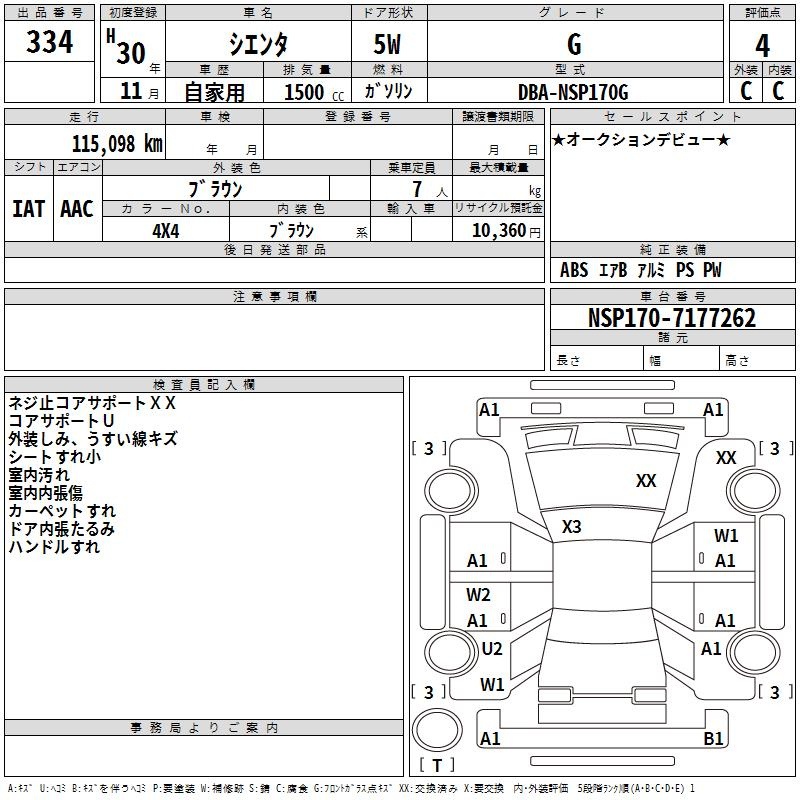 出品番号 初度登録 車名 ドア形状 グレード 評価点
334 H30年 シエンタ 5W G 4
車歴 排気量 燃料 型式 外装 内装
11月 自家用 1500 CC ガソリン DBA-NSP170G C C
走行 車検 登録番号 譲渡書類期限 セールスポイント
115,098 km 年 月 月 日 ★オークションデビュー★
シフト エアコン 外装色 乗車定員 最大積載量
IAT AAC ブラウン 7人 kg
カラーNo. 内装色 輸入車 リサイクル預託金
4X4 ブラウン 系 10,360円
後日発送部品 純正装備
ABS エアB アルミ PS PW
注意事項欄 車台番号
NSP170-7177262
諸元
長さ 幅 高さ
検査員記入欄
ネジ止コアサポートXX
コアサポートU
外装しみ、うすい線キズ
シートすれ小
室内汚れ
室内内張傷
カーペットすれ
ドア内張たるみ
ハンドルすれ
事務局よりご案内
A1 A1
[ 3 ] XX [ 3 ]
XX
X3
W1
A1
W2
A1 A1
U2 A1
W1
[ 3 ] [ 3 ]
A1 B1
[ T ]
A:キズ U:ヘコミ B:キズを伴うヘコミ P:要塗装 W:補修跡 S:錆 C:腐食 G:フロントガラス点キズ XX:交換済み X:要交換 内・外装評価 5段階ランク順(A・B・C・D・E) 1